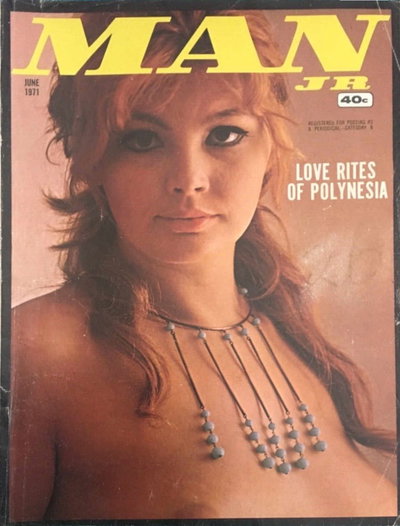 MAN
JR
JUNE
1971
40c
REGISTERED FOR POSTING AS
A PERIODICAL-CATEGORY B
LOVE RITES
OF POLYNESIA